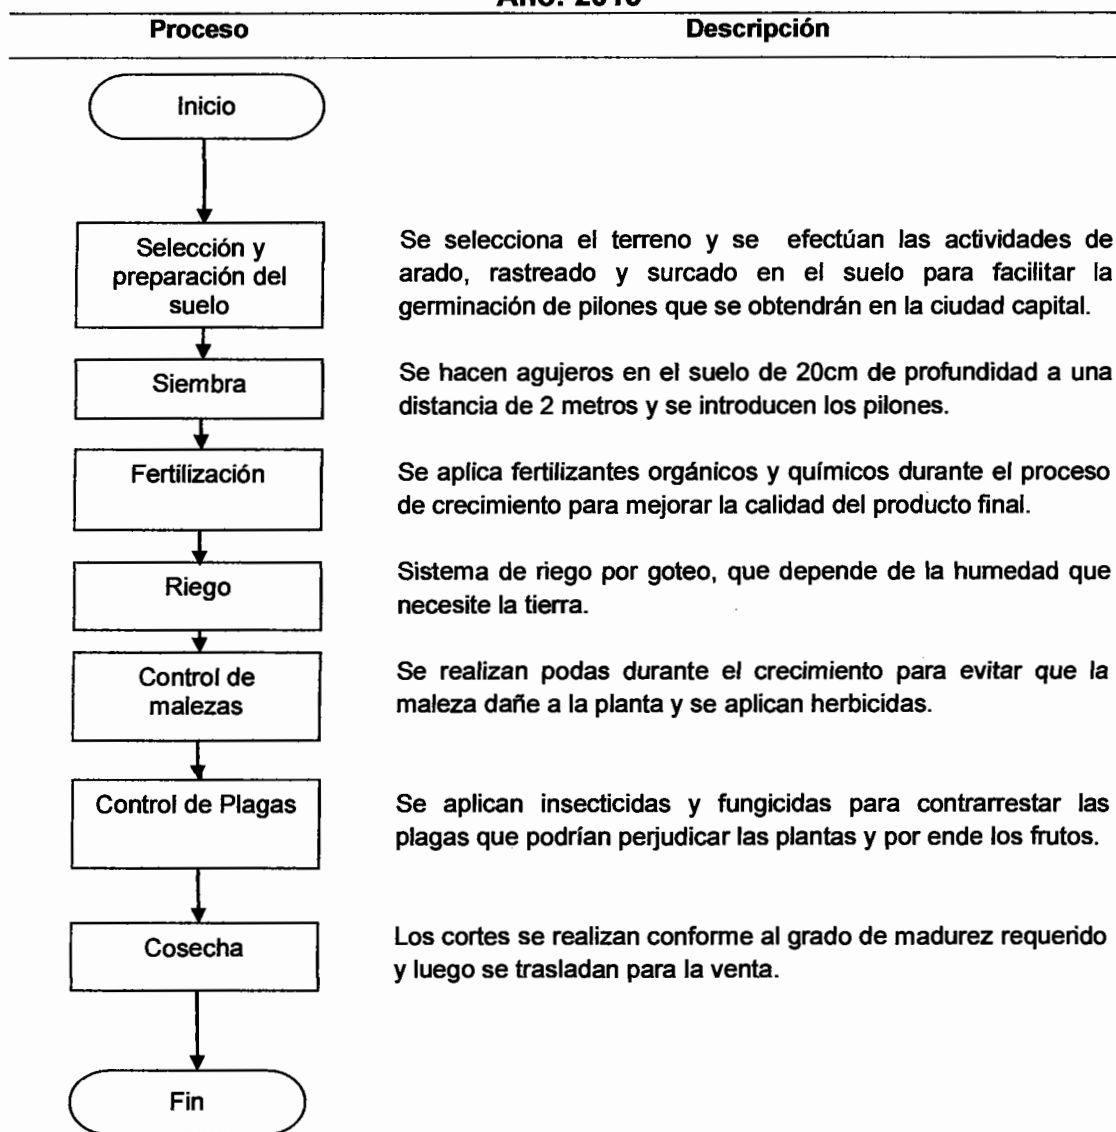 Proceso Descripción
Inicio
Selección y
preparación del
suelo
Se selecciona el terreno y se efectúan las actividades de
arado, rastreado y surcado en el suelo para facilitar la
germinación de pilones que se obtendrán en la ciudad capital.
Siembra
Se hacen agujeros en el suelo de 20cm de profundidad a una
distancia de 2 metros y se introducen los pilones.
Fertilización
Se aplica fertilizantes orgánicos y químicos durante el proceso
de crecimiento para mejorar la calidad del producto final.
Riego
Sistema de riego por goteo, que depende de la humedad que
necesite la tierra.
Control de
malezas
Se realizan podas durante el crecimiento para evitar que la
maleza dañe a la planta y se aplican herbicidas.
Control de Plagas
Se aplican insecticidas y fungicidas para contrarrestar las
plagas que podrían perjudicar las plantas y por ende los frutos.
Cosecha
Los cortes se realizan conforme al grado de madurez requerido
y luego se trasladan para la venta.
Fin